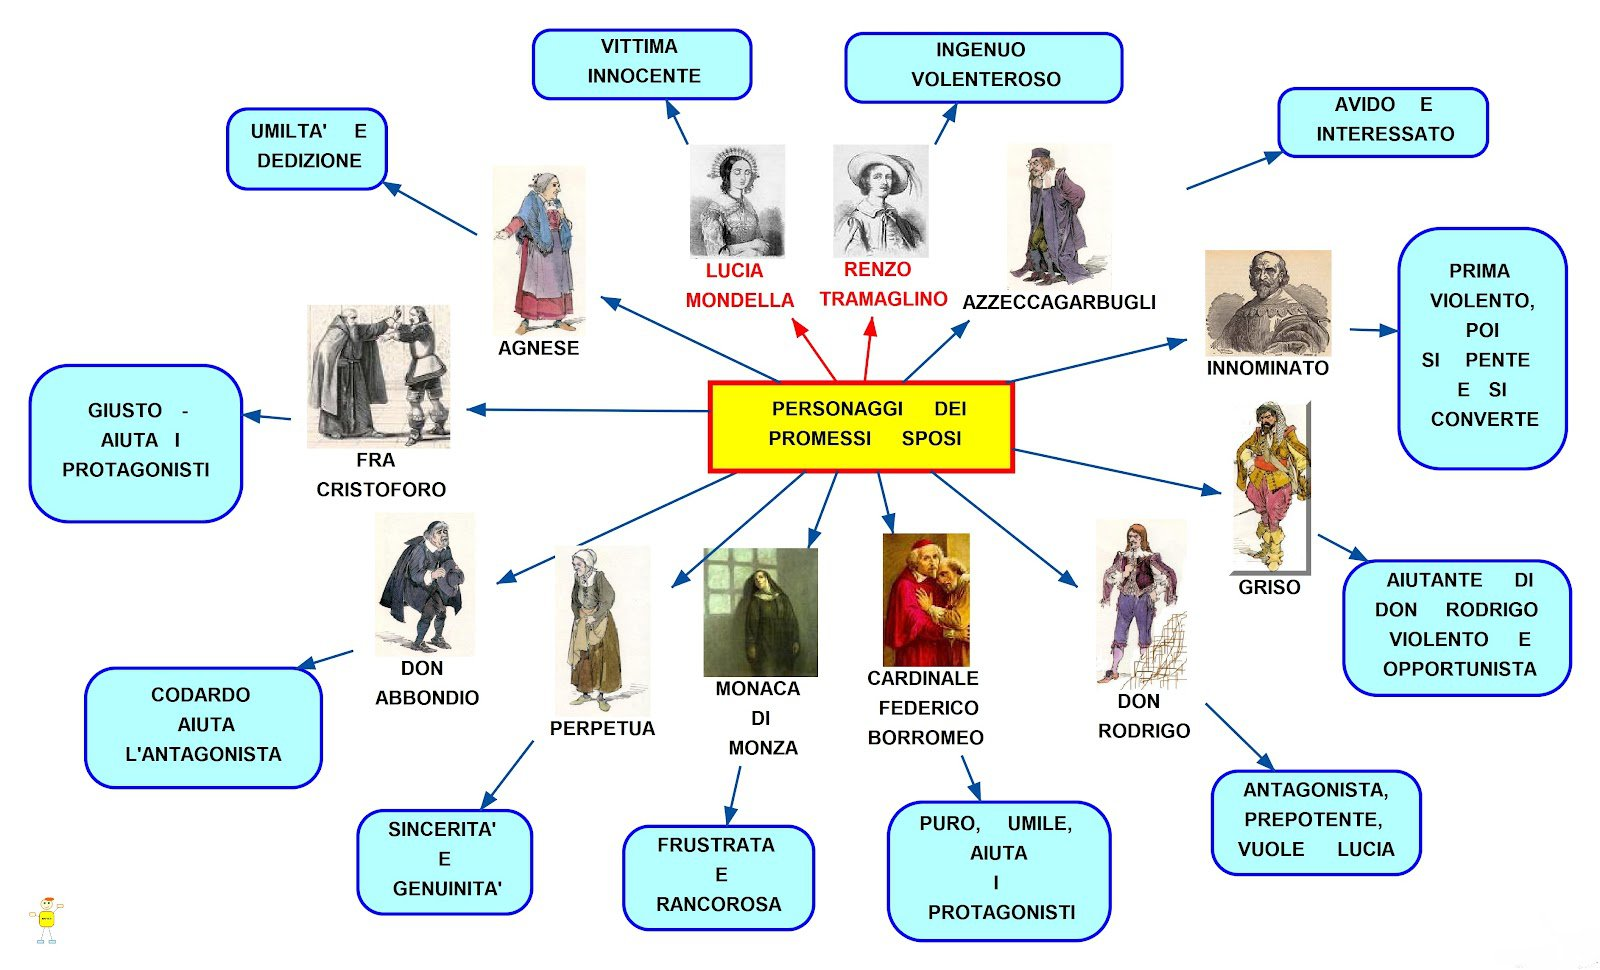 VITTIMA
INNOCENTE
INGENUO
VOLENTEROSO
AVIDO E
INTERESSATO
UMILTA' E
DEDIZIONE
LUCIA
MONDELLA
RENZO
TRAMAGLINO
AZZECCAGARBUGLI
AGNESE
INNOMINATO
PRIMA
VIOLENTO,
POI
SI PENTE
E SI
CONVERTE
PERSONAGGI DEI
PROMESSI SPOSI
GIUSTO -
AIUTA I
PROTAGONISTI
FRA
CRISTOFORO
GRISO
AIUTANTE DI
DON RODRIGO
VIOLENTO E
OPPORTUNISTA
DON
ABBONDIO
PERPETUA
MONACA
DI
MONZA
CARDINALE
FEDERICO
BORROMEO
DON
RODRIGO
CODARDO
AIUTA
L'ANTAGONISTA
SINCERITA'
E
GENUINITA'
FRUSTRATA
E
RANCOROSA
PURO, UMILE,
AIUTA
I
PROTAGONISTI
ANTAGONISTA,
PREPOTENTE,
VUOLE LUCIA